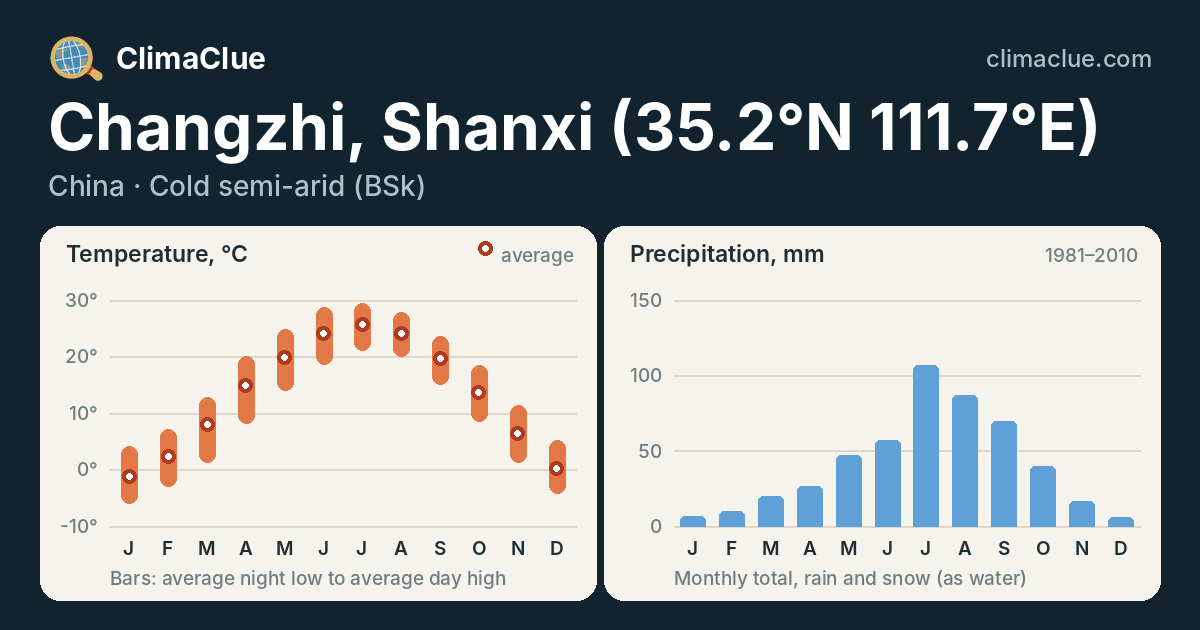 ClimaClue
climaclue.com
Changzhi, Shanxi (35.2°N 111.7°E)
China · Cold semi-arid (BSk)
Temperature, °C
average
30°
20°
10°
0°
-10°
J F M A M J J A S O N D
Bars: average night low to average day high
Precipitation, mm
1981–2010
150
100
50
0
J F M A M J J A S O N D
Monthly total, rain and snow (as water)